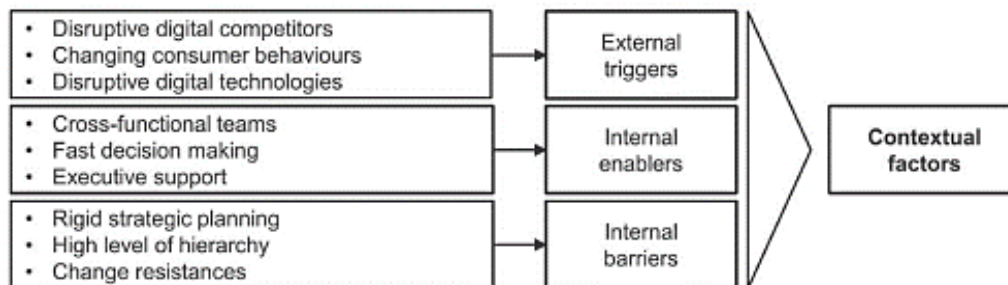 • Disruptive digital competitors
• Changing consumer behaviours
• Disruptive digital technologies
External
triggers
• Cross-functional teams
• Fast decision making
• Executive support
Internal
enablers
• Rigid strategic planning
• High level of hierarchy
• Change resistances
Internal
barriers
Contextual
factors